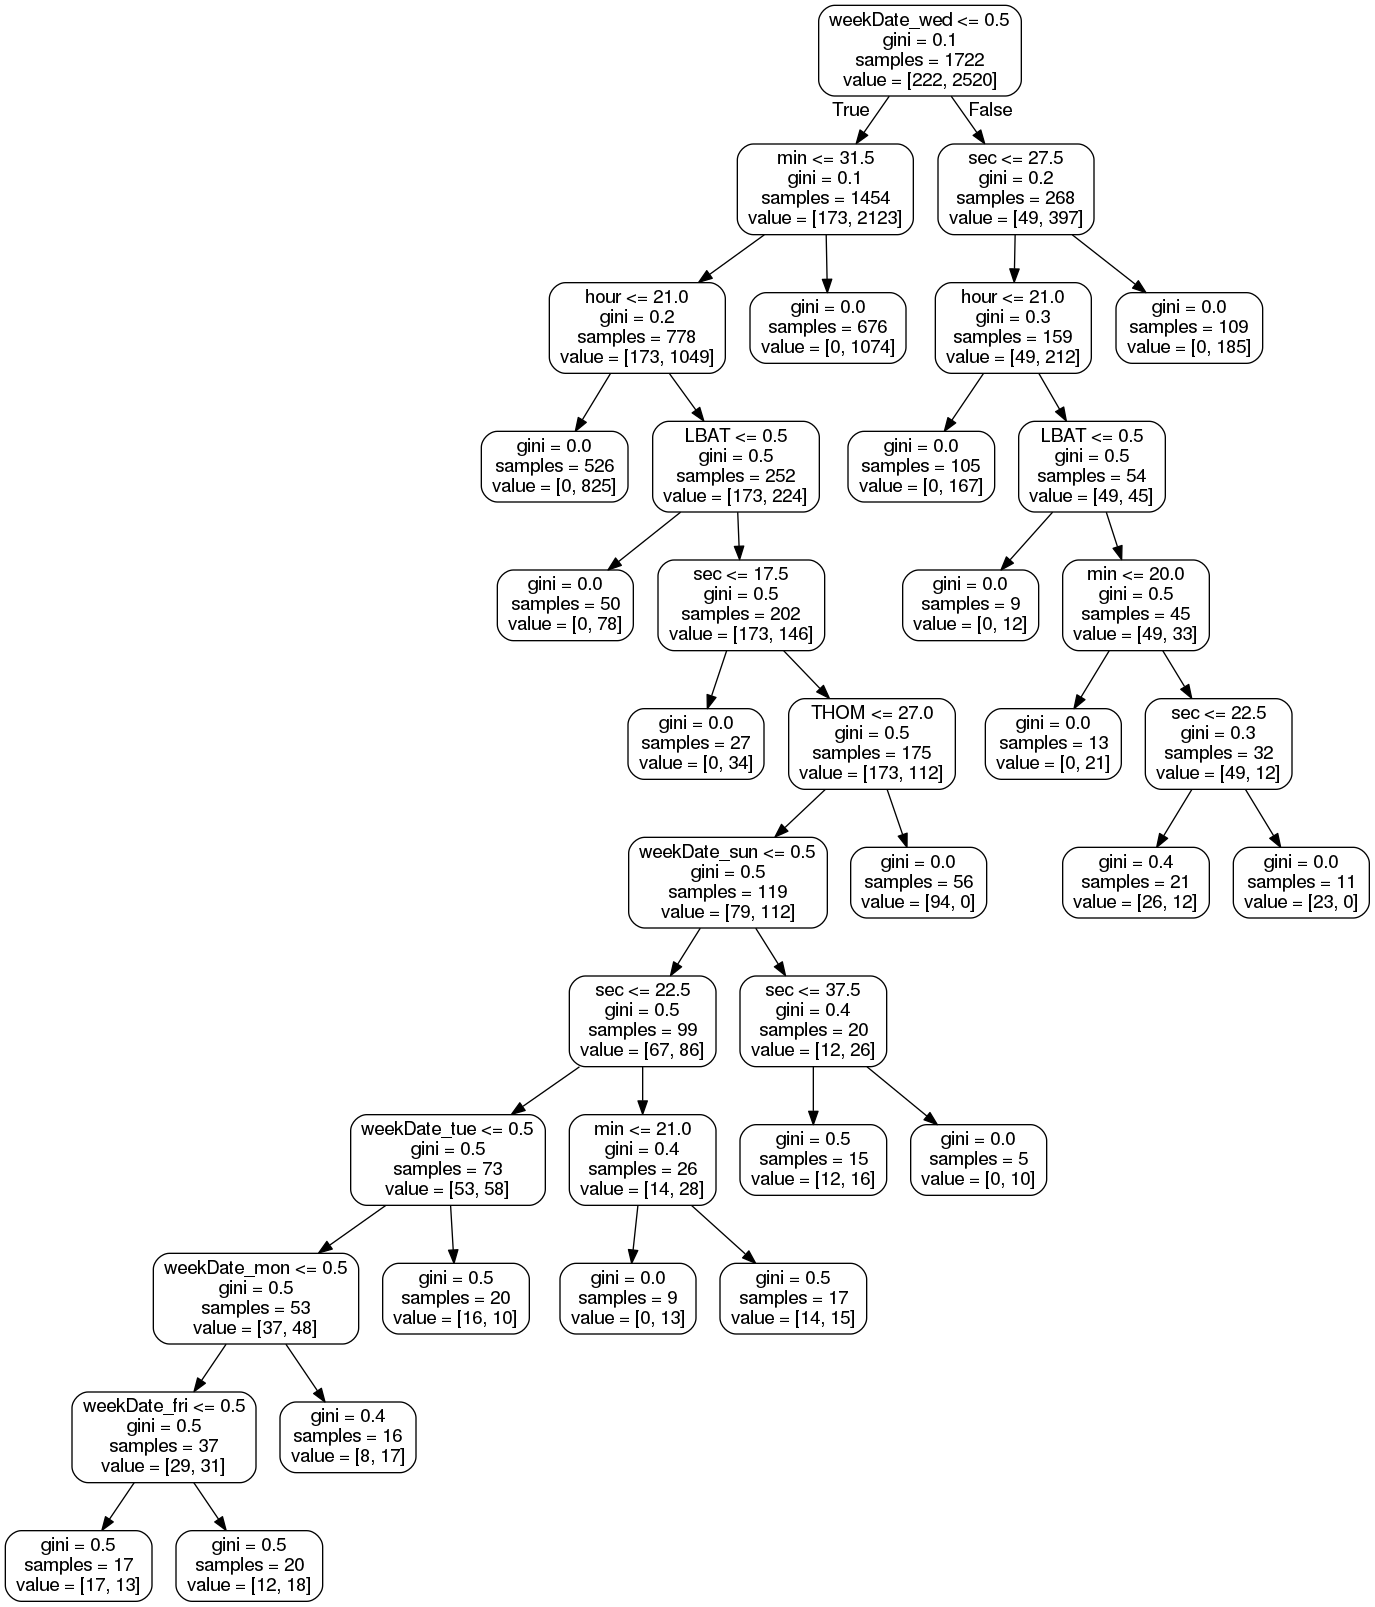 weekDate_wed <= 0.5
gini = 0.1
samples = 1722
value = [222, 2520]
True
False
min <= 31.5
gini = 0.1
samples = 1454
value = [173, 2123]
sec <= 27.5
gini = 0.2
samples = 268
value = [49, 397]
hour <= 21.0
gini = 0.2
samples = 778
value = [173, 1049]
gini = 0.0
samples = 676
value = [0, 1074]
hour <= 21.0
gini = 0.3
samples = 159
value = [49, 212]
gini = 0.0
samples = 109
value = [0, 185]
gini = 0.0
samples = 526
value = [0, 825]
LBAT <= 0.5
gini = 0.5
samples = 252
value = [173, 224]
gini = 0.0
samples = 105
value = [0, 167]
LBAT <= 0.5
gini = 0.5
samples = 54
value = [49, 45]
gini = 0.0
samples = 50
value = [0, 78]
sec <= 17.5
gini = 0.5
samples = 202
value = [173, 146]
gini = 0.0
samples = 9
value = [0, 12]
min <= 20.0
gini = 0.5
samples = 45
value = [49, 33]
gini = 0.0
samples = 27
value = [0, 34]
THOM <= 27.0
gini = 0.5
samples = 175
value = [173, 112]
gini = 0.0
samples = 13
value = [0, 21]
sec <= 22.5
gini = 0.3
samples = 32
value = [49, 12]
weekDate_sun <= 0.5
gini = 0.5
samples = 119
value = [79, 112]
gini = 0.0
samples = 56
value = [94, 0]
gini = 0.4
samples = 21
value = [26, 12]
gini = 0.0
samples = 11
value = [23, 0]
sec <= 22.5
gini = 0.5
samples = 99
value = [67, 86]
sec <= 37.5
gini = 0.4
samples = 20
value = [12, 26]
weekDate_tue <= 0.5
gini = 0.5
samples = 73
value = [53, 58]
min <= 21.0
gini = 0.4
samples = 26
value = [14, 28]
gini = 0.5
samples = 15
value = [12, 16]
gini = 0.0
samples = 5
value = [0, 10]
weekDate_mon <= 0.5
gini = 0.5
samples = 53
value = [37, 48]
gini = 0.5
samples = 20
value = [16, 10]
gini = 0.0
samples = 9
value = [0, 13]
gini = 0.5
samples = 17
value = [14, 15]
weekDate_fri <= 0.5
gini = 0.5
samples = 37
value = [29, 31]
gini = 0.4
samples = 16
value = [8, 17]
gini = 0.5
samples = 17
value = [17, 13]
gini = 0.5
samples = 20
value = [12, 18]